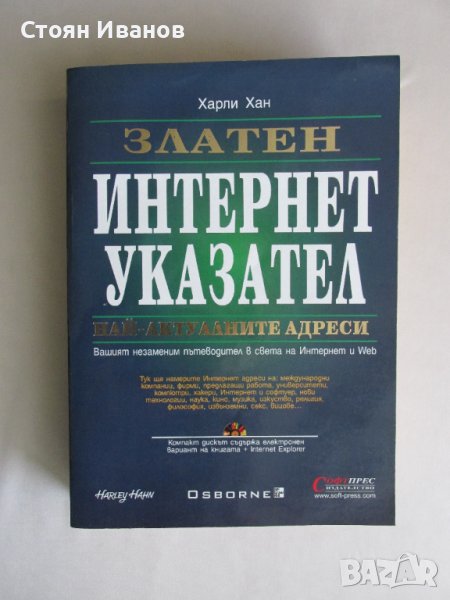 Стоян Иванов
Харли Хан
ЗЛАТЕН
ИНТЕРНЕТ
УКАЗАТЕЛ
НАЙ-АКТУАЛНИТЕ АДРЕСИ
Вашият незаменим пътеводител в света на Интернет и Web
Тук ще намерите Интернет адреси на: международни
компании, фирми, предлагащи работа, университети,
компютри, хакери, Интернет и софтуер, нови
технологии, наука, кино, музика, изкуство, религия,
философия, извънземни, секс, висаве...
Компакт дискът съдържа електронен
вариант на книгата + Internet Explorer
HARLEY HAHN
OSBORNE
СОФТПРЕС
ИЗДАТЕЛСТВО
www.soft-press.com
BAZAR